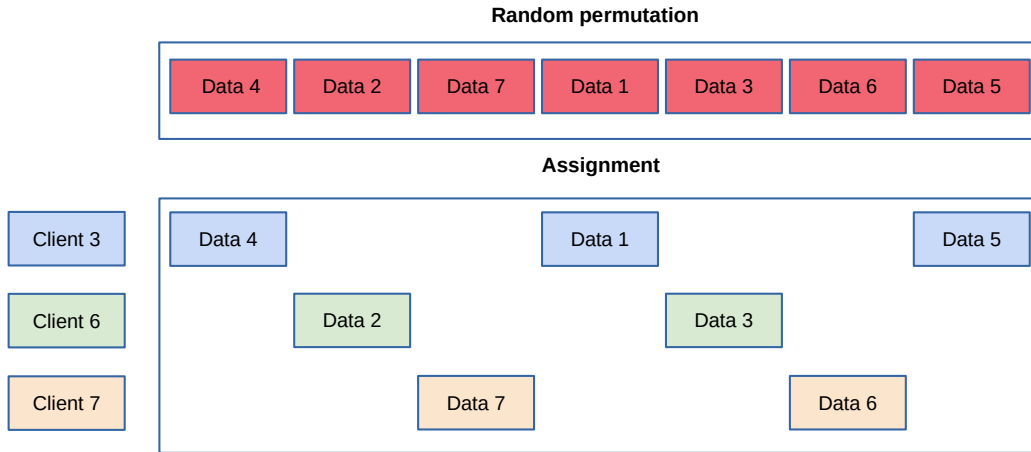 Random permutation
Data 4 Data 2 Data 7 Data 1 Data 3 Data 6 Data 5
Assignment
Client 3 Data 4 Data 1 Data 5
Client 6 Data 2 Data 3
Client 7 Data 7 Data 6